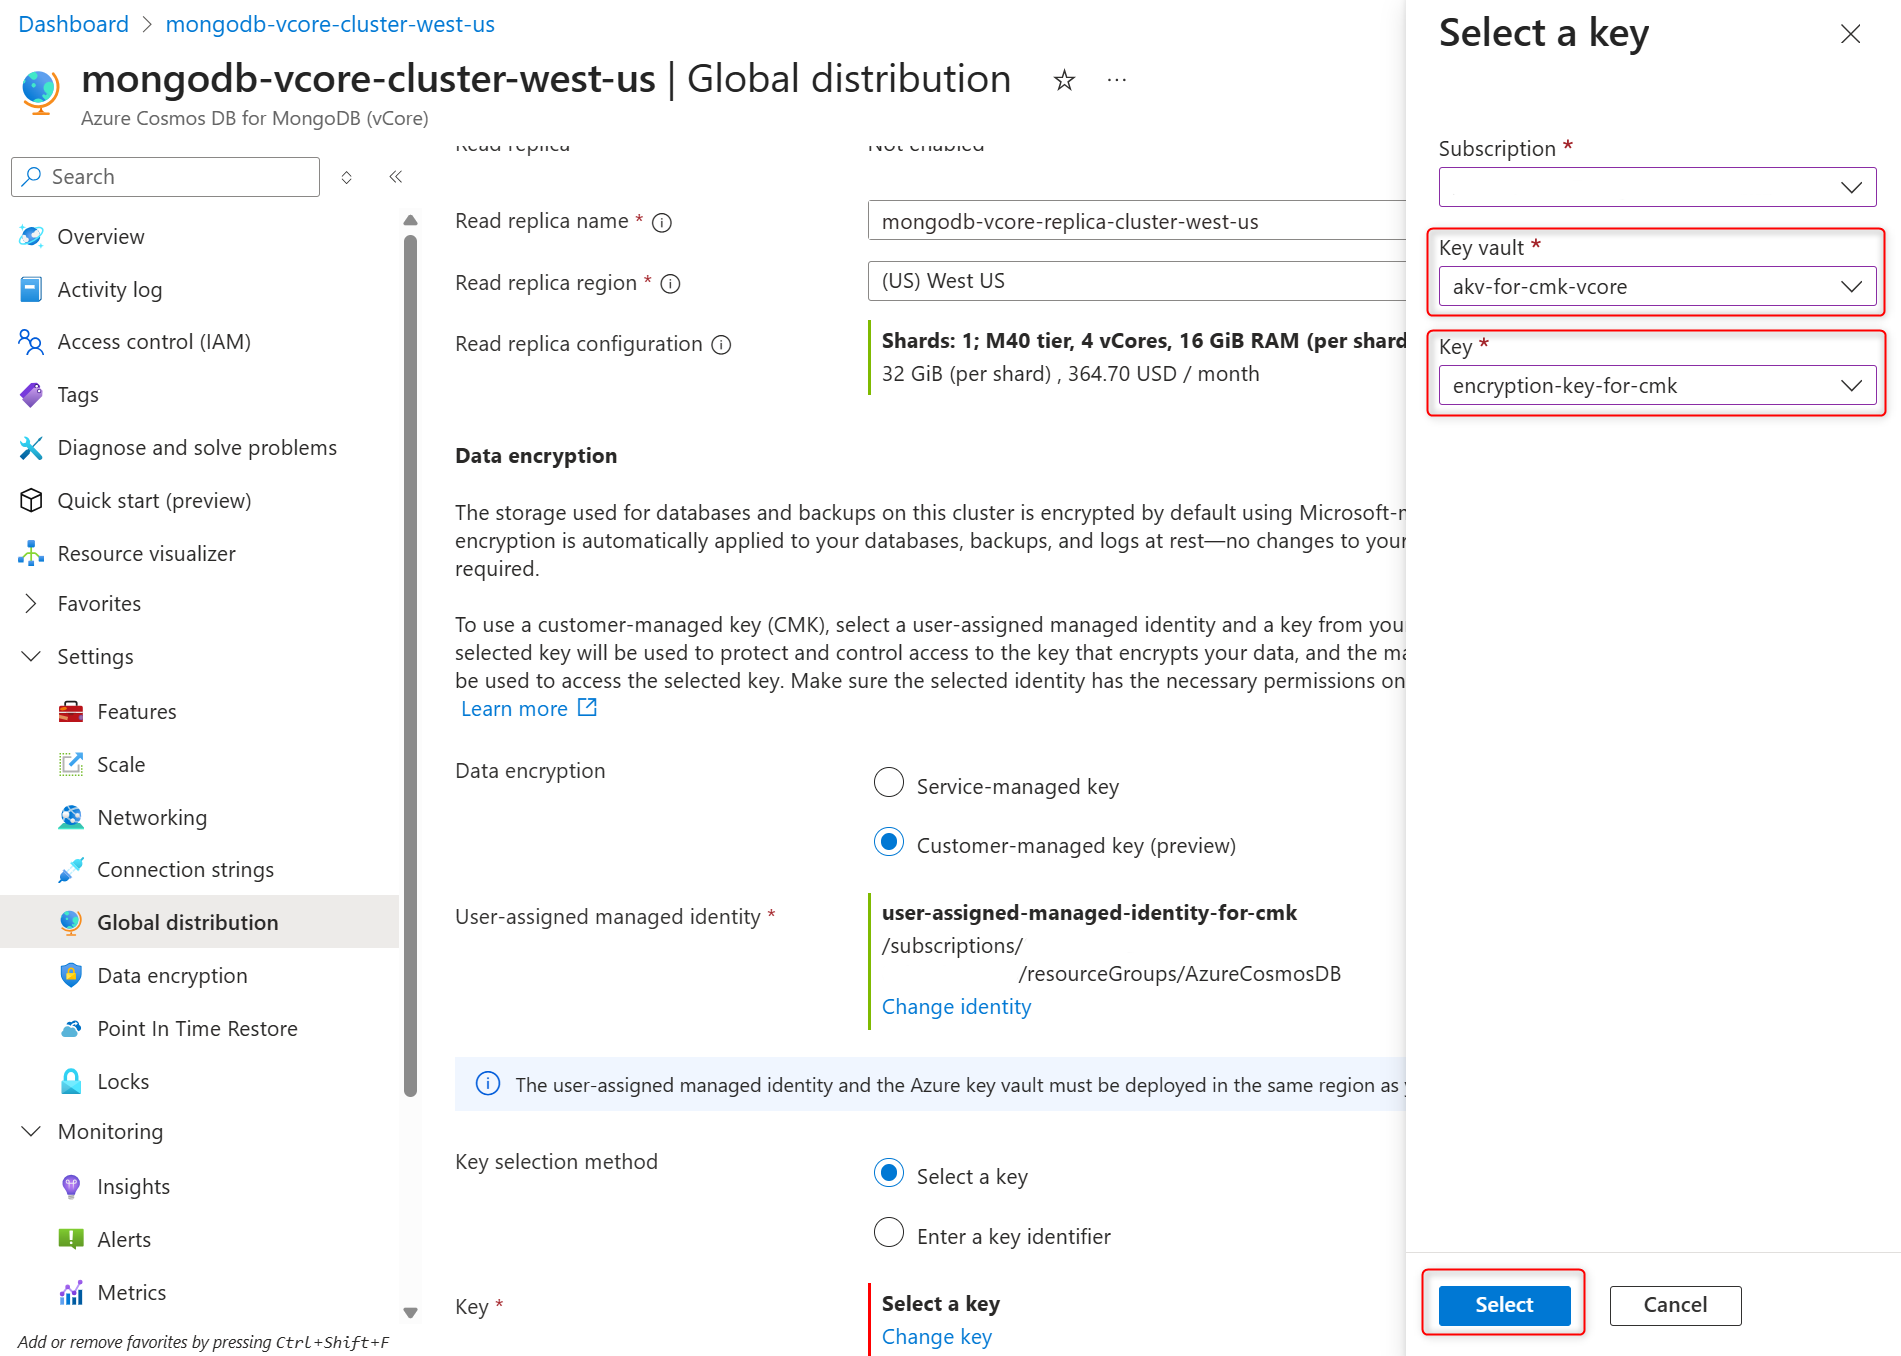 Dashboard > mongodb-vcore-cluster-west-us
mongodb-vcore-cluster-west-us | Global distribution
Azure Cosmos DB for MongoDB (vCore)
Search
Overview
Activity log
Access control (IAM)
Tags
Diagnose and solve problems
Quick start (preview)
Resource visualizer
Favorites
Settings
Features
Scale
Networking
Connection strings
Global distribution
Data encryption
Point In Time Restore
Locks
Monitoring
Insights
Alerts
Metrics
Add or remove favorites by pressing Ctrl+Shift+F
Read replica Not enabled
Read replica name * mongodb-vcore-replica-cluster-west-us
Read replica region * (US) West US
Read replica configuration Shards: 1; M40 tier, 4 vCores, 16 GiB RAM (per shard
32 GiB (per shard) , 364.70 USD / month
Data encryption
The storage used for databases and backups on this cluster is encrypted by default using Microsoft-
encryption is automatically applied to your databases, backups, and logs at rest—no changes to your
required.
To use a customer-managed key (CMK), select a user-assigned managed identity and a key from you
selected key will be used to protect and control access to the key that encrypts your data, and the ma
be used to access the selected key. Make sure the selected identity has the necessary permissions on
Learn more
Data encryption
Service-managed key
Customer-managed key (preview)
User-assigned managed identity * user-assigned-managed-identity-for-cmk
/subscriptions/
/resourceGroups/AzureCosmosDB
Change identity
The user-assigned managed identity and the Azure key vault must be deployed in the same region as
Key selection method
Select a key
Enter a key identifier
Key * Select a key
Change key
Select a key
Subscription *
Key vault *
akv-for-cmk-vcore
Key *
encryption-key-for-cmk
Select Cancel